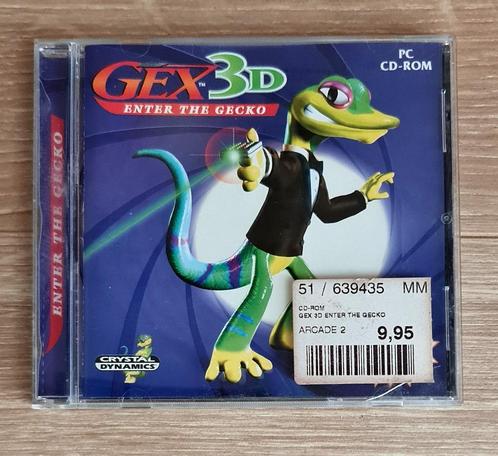 PC
CD-ROM
GEX™ 3D
ENTER THE GECKO
ENTER THE GECKO
51 / 639435 MM
CD-ROM
GEX 3D ENTER THE GECKO
ARCADE 2 9,95
CRYSTAL
DYNAMICS